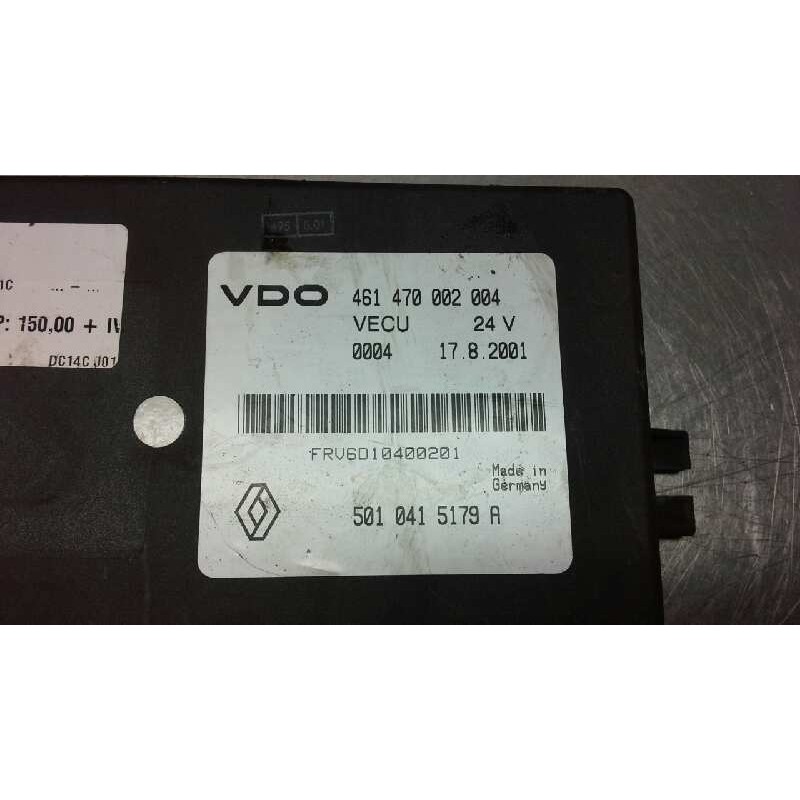 1C ... - ...
P: 150,00 + IV
DC14C J01
VDO 461 470 002 004
VECU 24 V
0004 17.8.2001
FRV6D10400201
Made in
Germany
501 041 5179 A